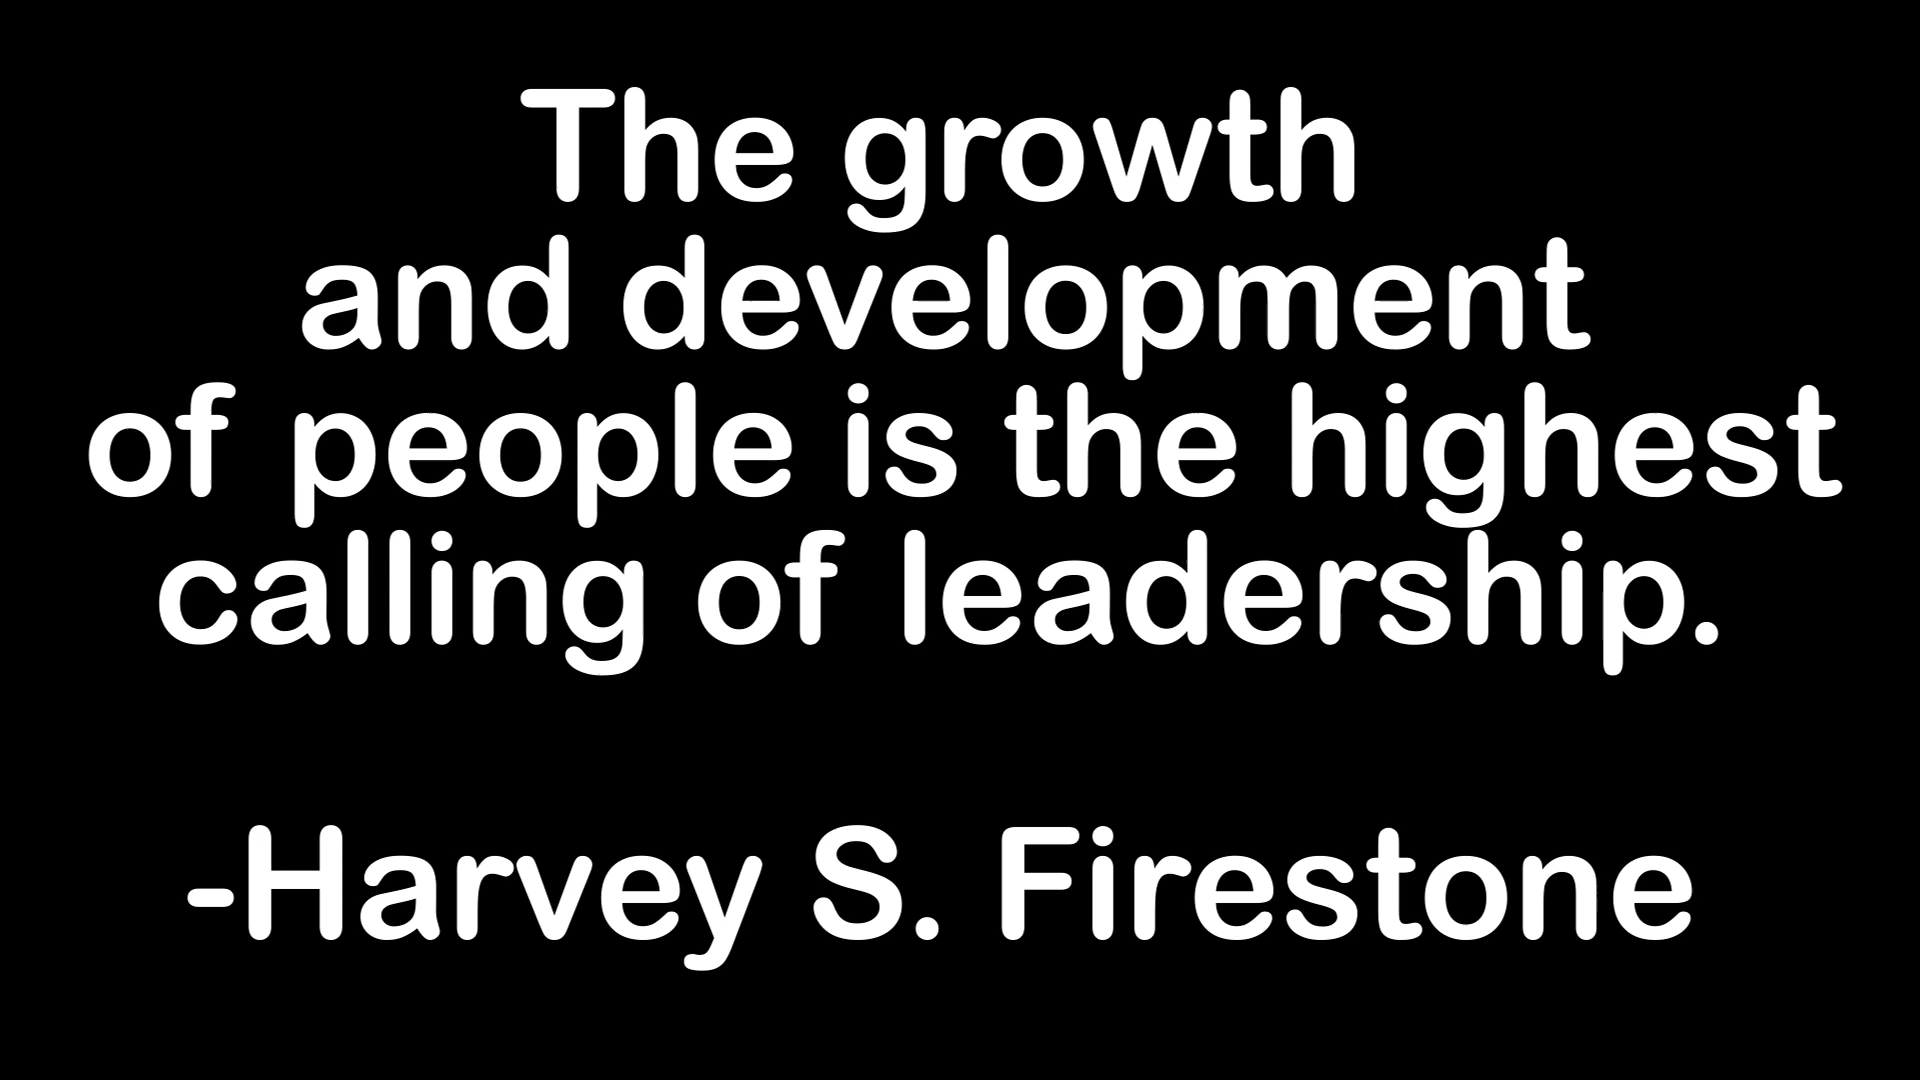 The growth
and development
of people is the highest
calling of leadership.
-Harvey S. Firestone